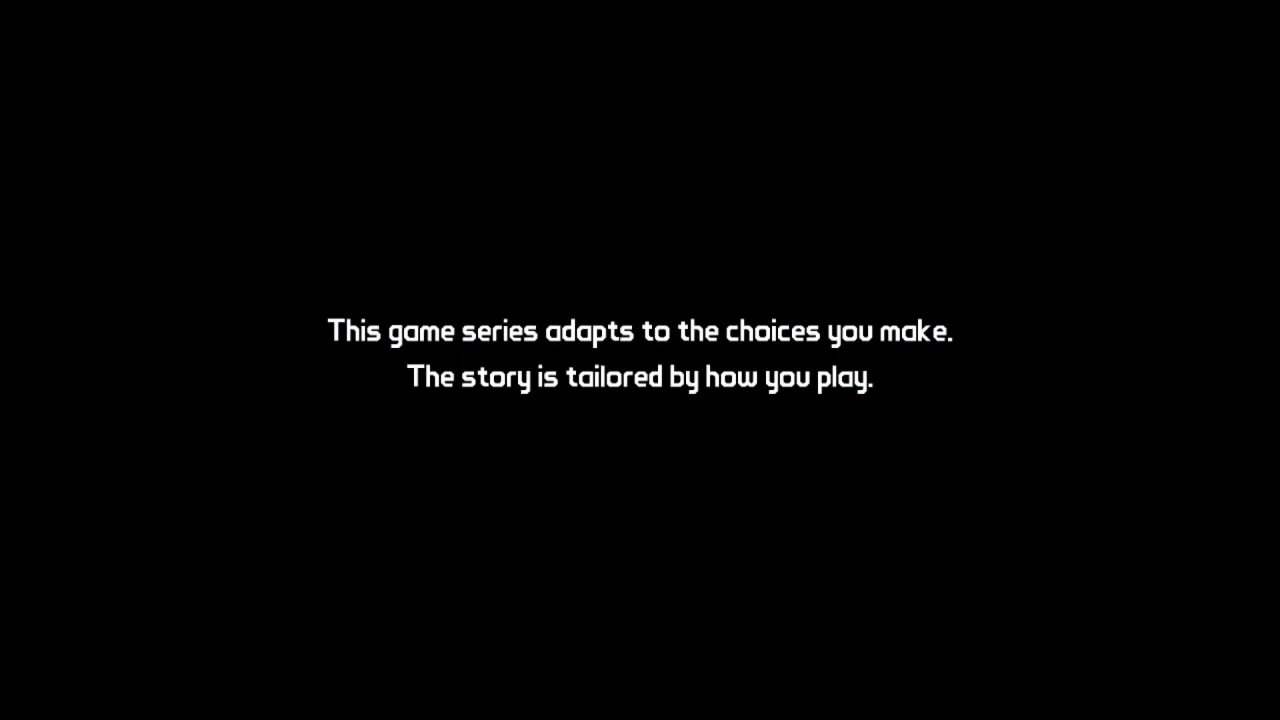 This game series adapts to the choices you make.
The story is tailored by how you play.